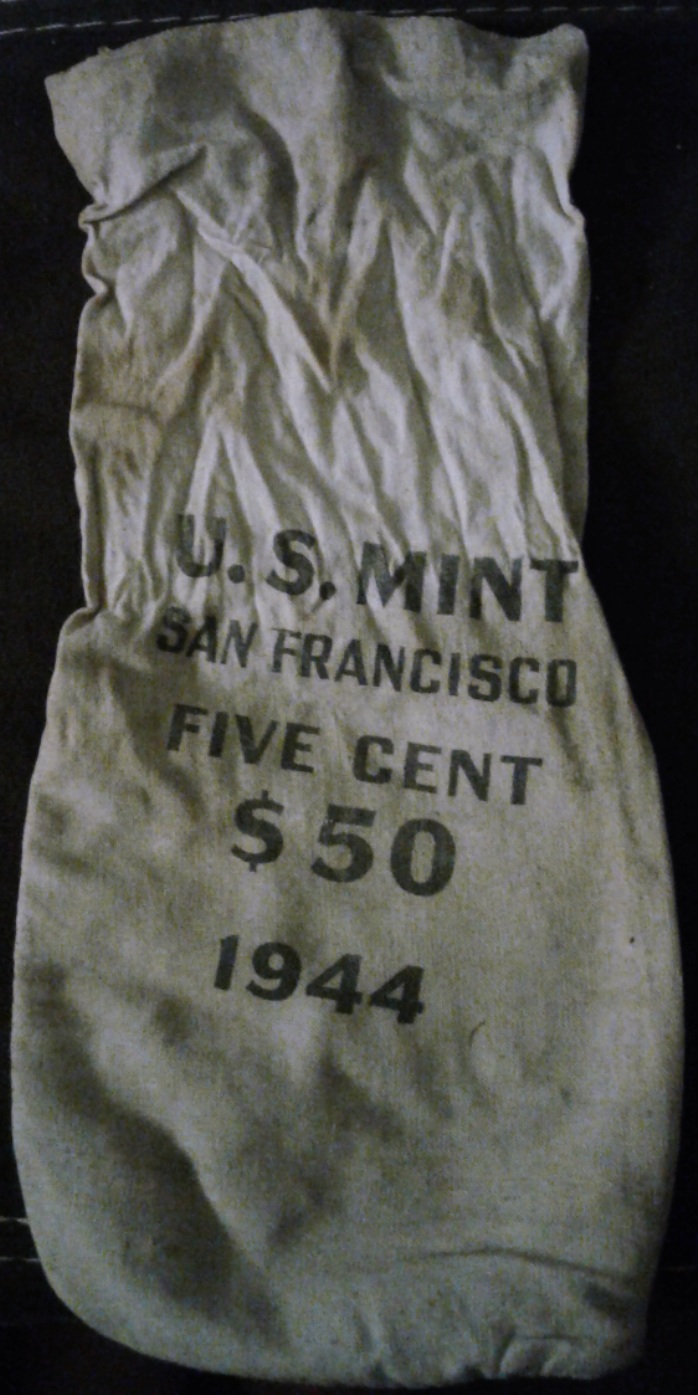 U.S. MINT
SAN FRANCISCO
FIVE CENT
$50
1944